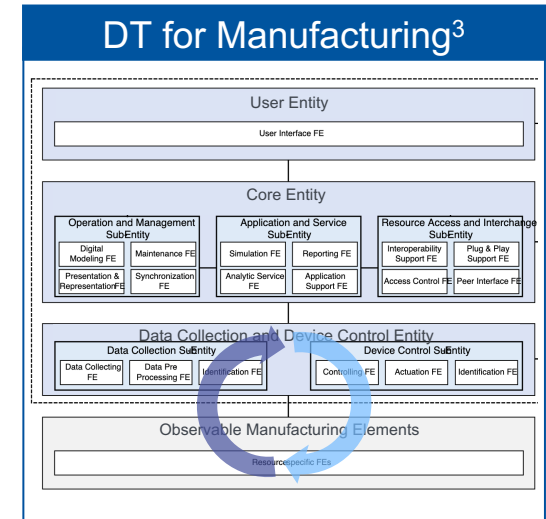 DT for Manufacturing3
User Entity
User Interface FE
Core Entity
Operation and Management
SubEntity
Digital
Modeling FE
Maintenance FE
Presentation &
RepresentationFE
Synchronization
FE
Application and Service
SubEntity
Simulation FE
Reporting FE
Analytic Service
FE
Application
Support FE
Resource Access and Interchange
SubEntity
Interoperability
Support FE
Plug & Play
Support FE
Access Control FE
Peer Interface FE
Data Collection and Device Control Entity
Data Collection SubEntity
Data Collecting
FE
Data Pre
Processing FE
Identification FE
Device Control SubEntity
Controlling FE
Actuation FE
Identification FE
Observable Manufacturing Elements
Resourcespecific FEs